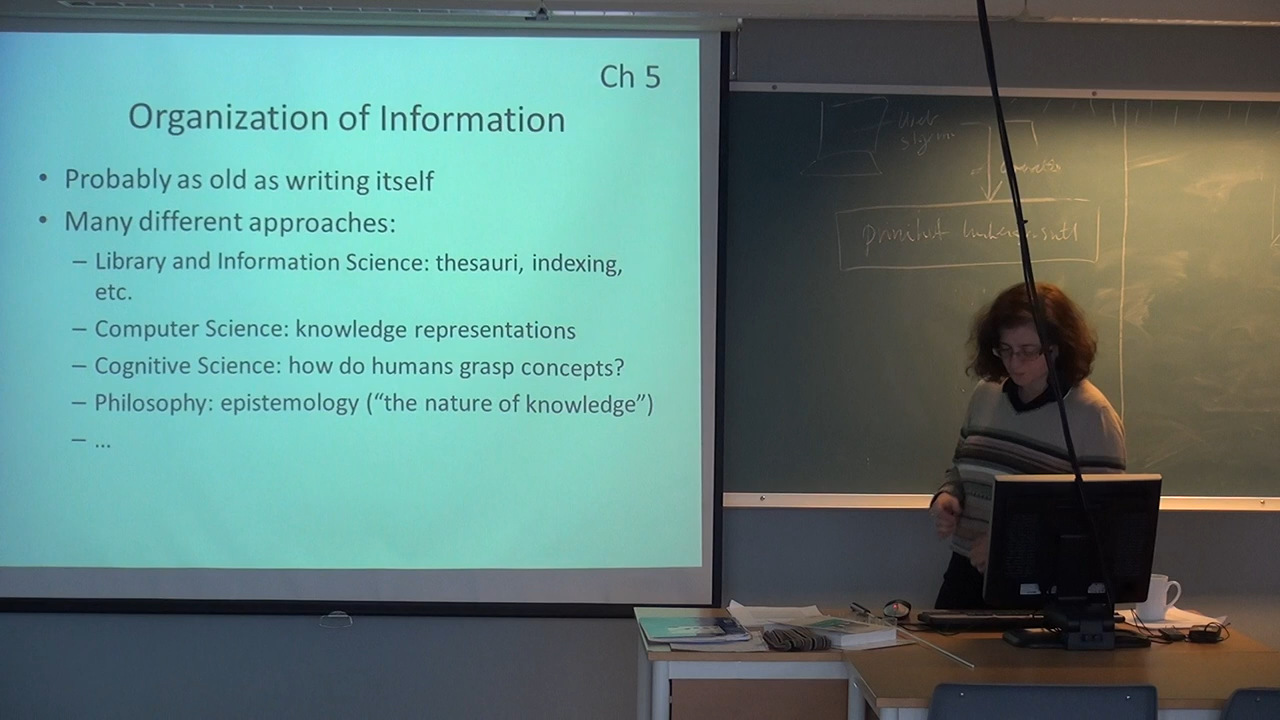 Ch 5
Organization of Information
• Probably as old as writing itself
• Many different approaches:
– Library and Information Science: thesauri, indexing,
etc.
– Computer Science: knowledge representations
– Cognitive Science: how do humans grasp concepts?
– Philosophy: epistemology (“the nature of knowledge”)
– ...